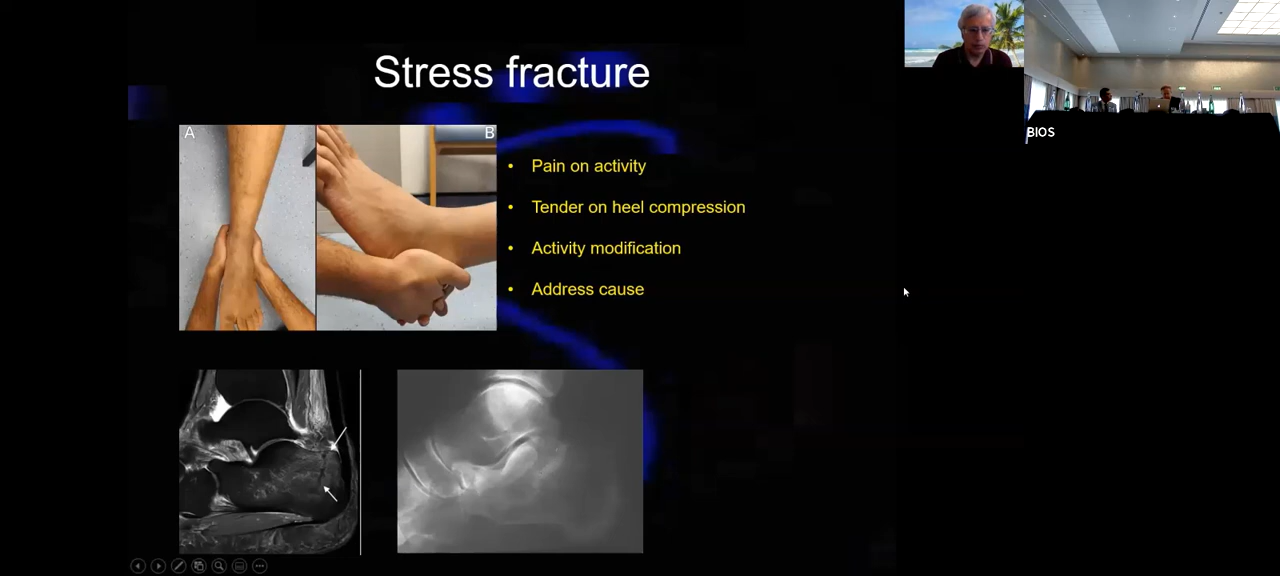 Stress fracture
A
B
• Pain on activity
• Tender on heel compression
• Activity modification
• Address cause
BIOS